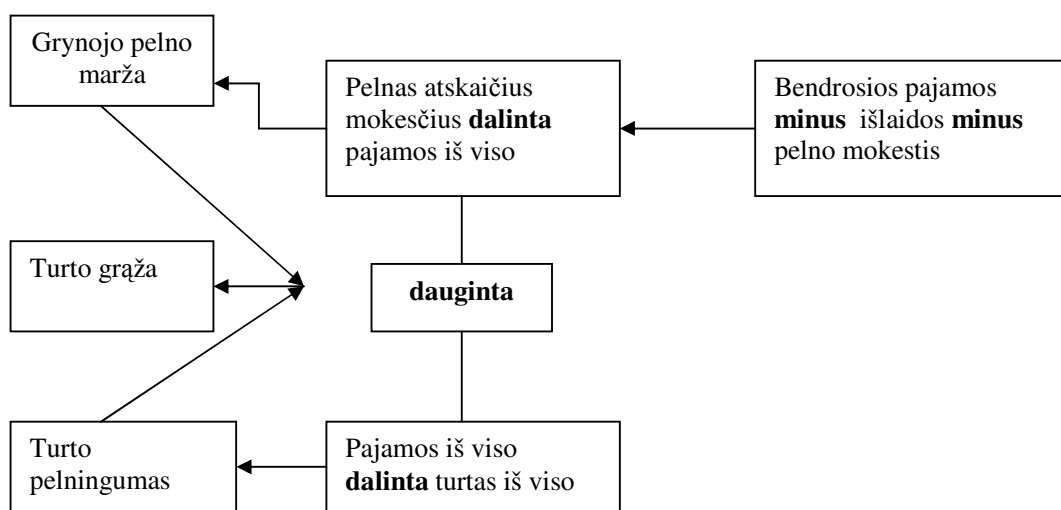 Grynojo pelno
marža
Pelnas atskaičius
mokesčius dalinta
pajamos iš viso
Bendrosios pajamos
minus išlaidos minus
pelno mokestis
Turto grąža
dauginta
Turto
pelningumas
Pajamos iš viso
dalinta turtas iš viso